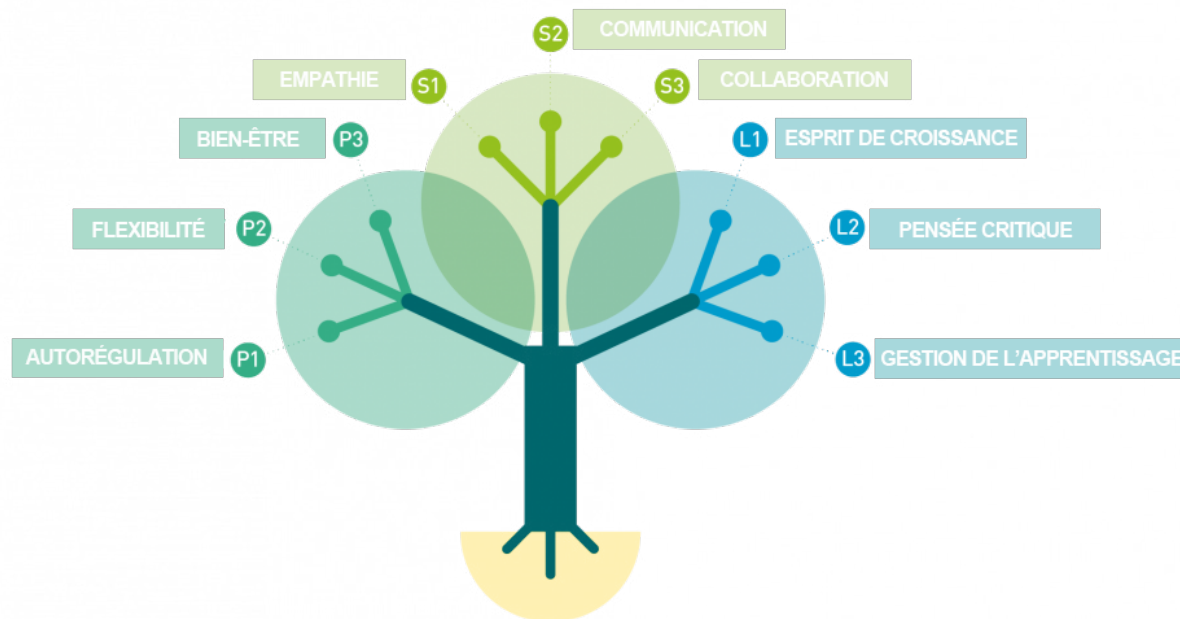 S2 COMMUNICATION
EMPATHIE S1
S3 COLLABORATION
BIEN-ÊTRE P3
L1 ESPRIT DE CROISSANCE
FLEXIBILITÉ P2
L2 PENSÉE CRITIQUE
AUTORÉGULATION P1
L3 GESTION DE L’APPRENTISSAGE